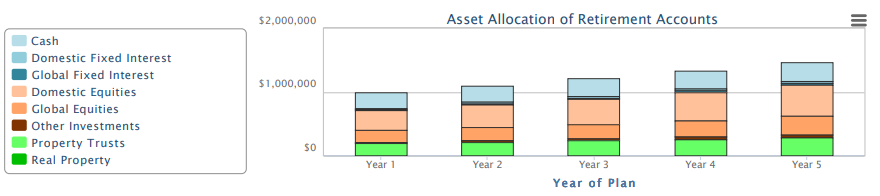 Asset Allocation of Retirement Accounts
Cash
Domestic Fixed Interest
Global Fixed Interest
Domestic Equities
Global Equities
Other Investments
Property Trusts
Real Property
$2,000,000
$1,000,000
$0
Year 1 Year 2 Year 3 Year 4 Year 5
Year of Plan